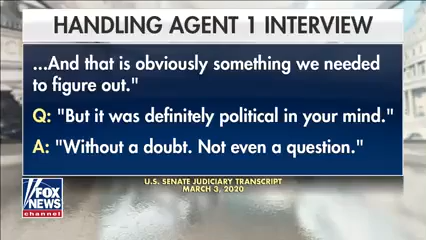 HANDLING AGENT 1 INTERVIEW
...And that is obviously something we needed
to figure out."
Q: "But it was definitely political in your mind."
A: "Without a doubt. Not even a question."
U.S. SENATE JUDICIARY TRANSCRIPT
MARCH 3, 2020
FOX
NEWS
channel